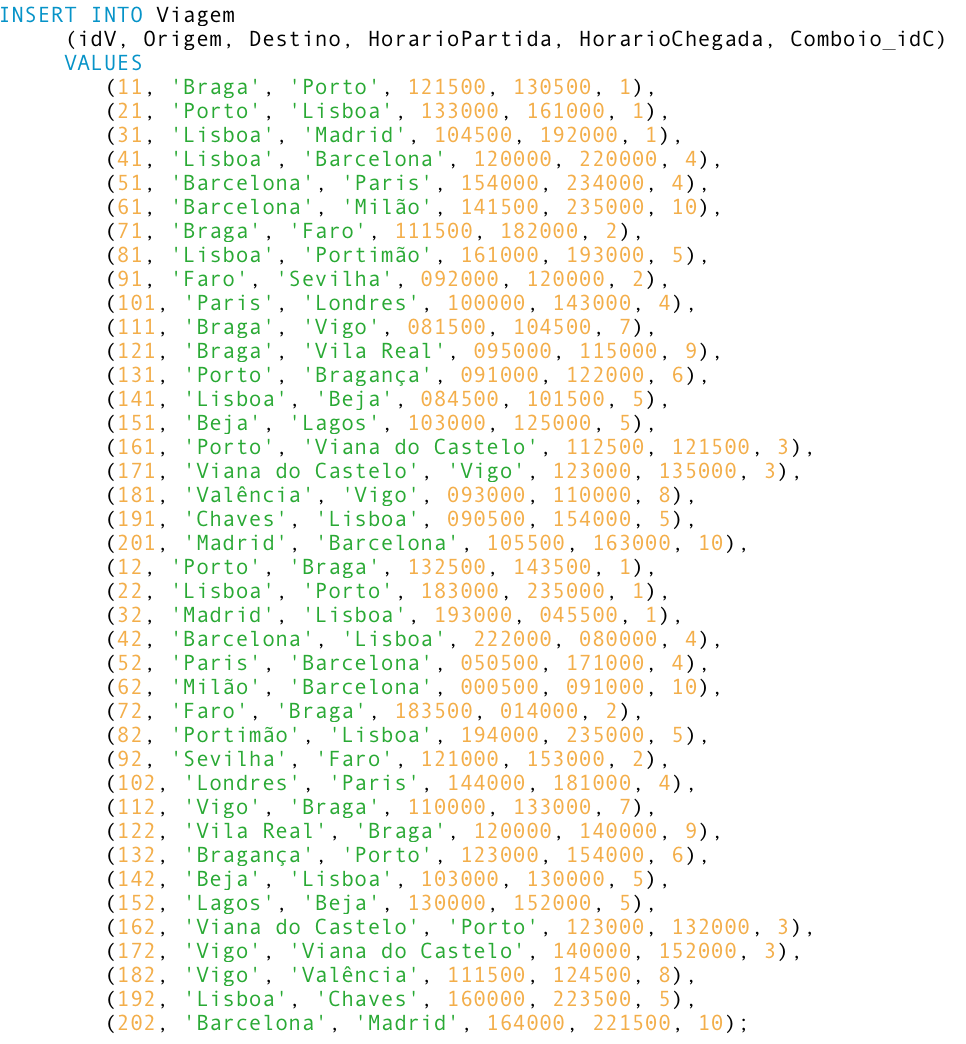 INSERT INTO Viagem
(idV, Origem, Destino, HorarioPartida, HorarioChegada, Comboio_idC)
VALUES
(11, 'Braga', 'Porto', 121500, 130500, 1),
(21, 'Porto', 'Lisboa', 133000, 161000, 1),
(31, 'Lisboa', 'Madrid', 104500, 192000, 1),
(41, 'Lisboa', 'Barcelona', 120000, 220000, 4),
(51, 'Barcelona', 'Paris', 154000, 234000, 4),
(61, 'Barcelona', 'Milão', 141500, 235000, 10),
(71, 'Braga', 'Faro', 111500, 182000, 2),
(81, 'Lisboa', 'Portimão', 161000, 193000, 5),
(91, 'Faro', 'Sevilha', 092000, 120000, 2),
(101, 'Paris', 'Londres', 100000, 143000, 4),
(111, 'Braga', 'Vigo', 081500, 104500, 7),
(121, 'Braga', 'Vila Real', 095000, 115000, 9),
(131, 'Porto', 'Bragança', 091000, 122000, 6),
(141, 'Lisboa', 'Beja', 084500, 101500, 5),
(151, 'Beja', 'Lagos', 103000, 125000, 5),
(161, 'Porto', 'Viana do Castelo', 112500, 121500, 3),
(171, 'Viana do Castelo', 'Vigo', 123000, 135000, 3),
(181, 'Valência', 'Vigo', 093000, 110000, 8),
(191, 'Chaves', 'Lisboa', 090500, 154000, 5),
(201, 'Madrid', 'Barcelona', 105500, 163000, 10),
(12, 'Porto', 'Braga', 132500, 143500, 1),
(22, 'Lisboa', 'Porto', 183000, 235000, 1),
(32, 'Madrid', 'Lisboa', 193000, 045500, 1),
(42, 'Barcelona', 'Lisboa', 222000, 080000, 4),
(52, 'Paris', 'Barcelona', 050500, 171000, 4),
(62, 'Milão', 'Barcelona', 000500, 091000, 10),
(72, 'Faro', 'Braga', 183500, 014000, 2),
(82, 'Portimão', 'Lisboa', 194000, 235000, 5),
(92, 'Sevilha', 'Faro', 121000, 153000, 2),
(102, 'Londres', 'Paris', 144000, 181000, 4),
(112, 'Vigo', 'Braga', 110000, 133000, 7),
(122, 'Vila Real', 'Braga', 120000, 140000, 9),
(132, 'Bragança', 'Porto', 123000, 154000, 6),
(142, 'Beja', 'Lisboa', 103000, 130000, 5),
(152, 'Lagos', 'Beja', 130000, 152000, 5),
(162, 'Viana do Castelo', 'Porto', 123000, 132000, 3),
(172, 'Vigo', 'Viana do Castelo', 140000, 152000, 3),
(182, 'Vigo', 'Valência', 111500, 124500, 8),
(192, 'Lisboa', 'Chaves', 160000, 223500, 5),
(202, 'Barcelona', 'Madrid', 164000, 221500, 10);